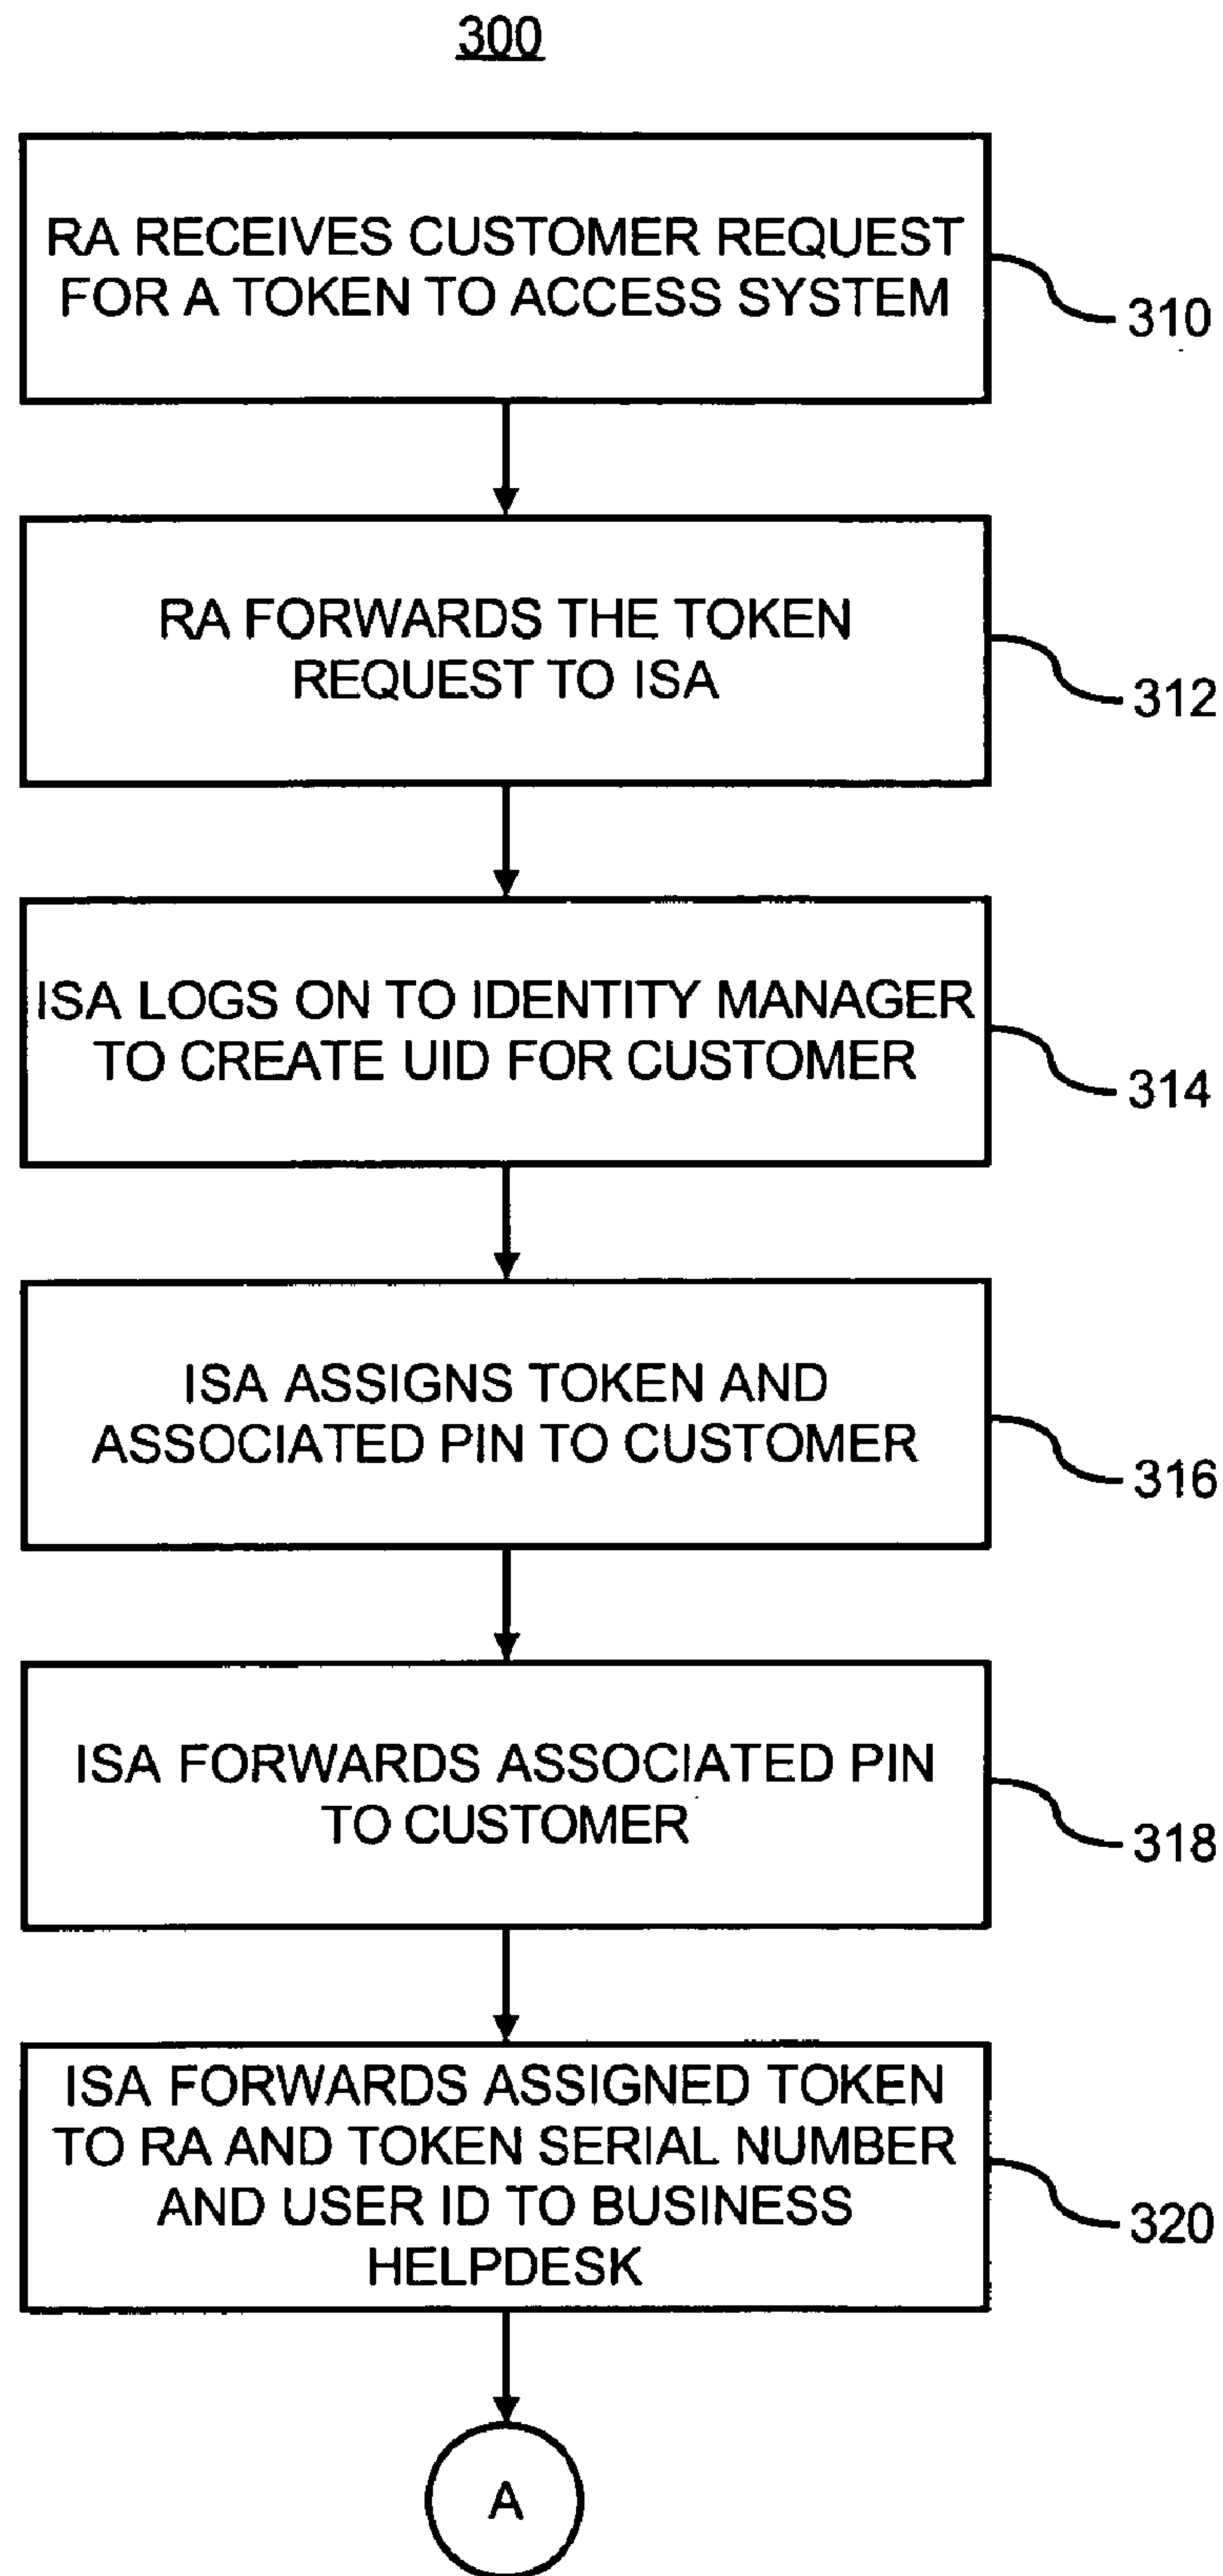 300
RA RECEIVES CUSTOMER REQUEST
FOR A TOKEN TO ACCESS SYSTEM
310
RA FORWARDS THE TOKEN
REQUEST TO ISA
312
ISA LOGS ON TO IDENTITY MANAGER
TO CREATE UID FOR CUSTOMER
314
ISA ASSIGNS TOKEN AND
ASSOCIATED PIN TO CUSTOMER
316
ISA FORWARDS ASSOCIATED PIN
TO CUSTOMER
318
ISA FORWARDS ASSIGNED TOKEN
TO RA AND TOKEN SERIAL NUMBER
AND USER ID TO BUSINESS
HELPDESK
320
A